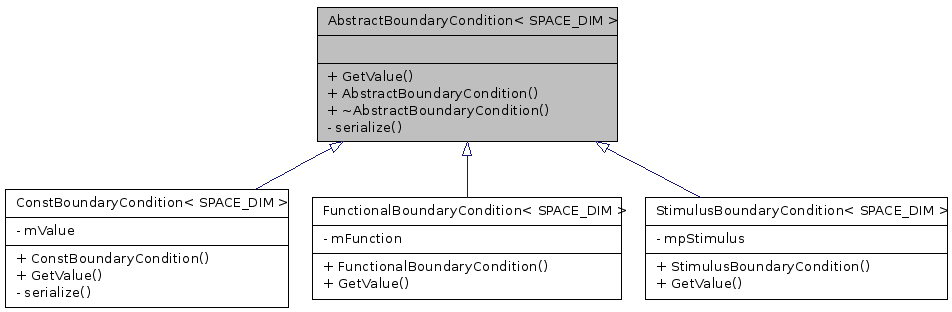 AbstractBoundaryCondition< SPACE_DIM >
+ GetValue()
+ AbstractBoundaryCondition()
+ ~AbstractBoundaryCondition()
- serialize()
ConstBoundaryCondition< SPACE_DIM >
- mValue
+ ConstBoundaryCondition()
+ GetValue()
- serialize()
FunctionalBoundaryCondition< SPACE_DIM >
- mFunction
+ FunctionalBoundaryCondition()
+ GetValue()
StimulusBoundaryCondition< SPACE_DIM >
- mpStimulus
+ StimulusBoundaryCondition()
+ GetValue()